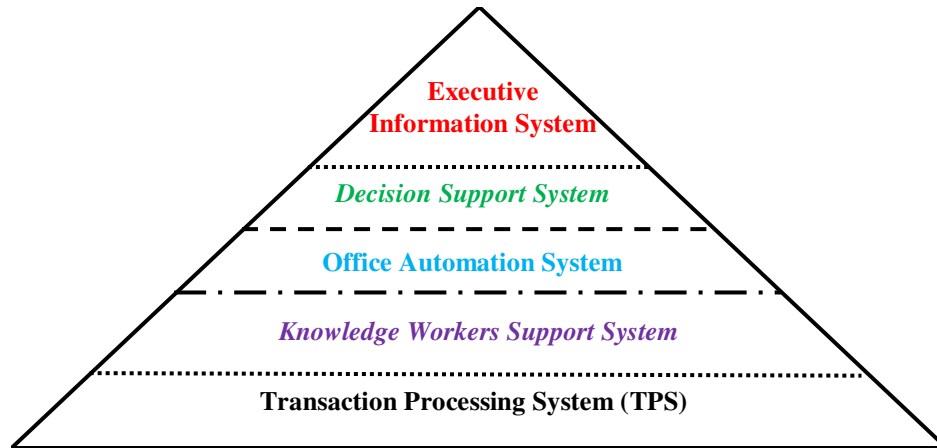 Executive
Information System
Decision Support System
Office Automation System
Knowledge Workers Support System
Transaction Processing System (TPS)